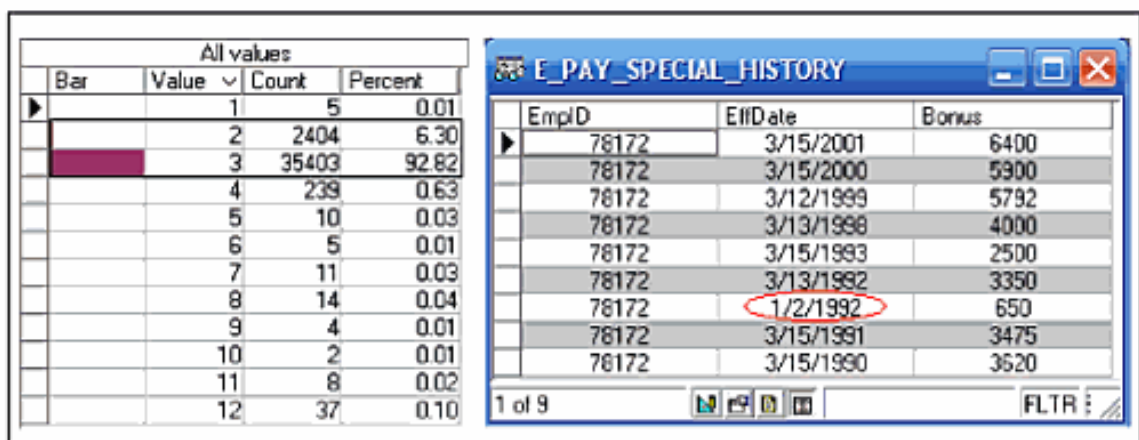 All values
Bar Value Count Percent
1 5 0.01
2 2404 6.30
3 35403 92.82
4 239 0.63
5 10 0.03
6 5 0.01
7 11 0.03
8 14 0.04
9 4 0.01
10 2 0.01
11 8 0.02
12 37 0.10
E_PAY_SPECIAL_HISTORY
EmpID EffDate Bonus
78172 3/15/2001 6400
78172 3/15/2000 5900
78172 3/12/1999 5792
78172 3/13/1998 4000
78172 3/15/1993 2500
78172 3/13/1992 3350
78172 1/2/1992 650
78172 3/15/1991 3475
78172 3/15/1990 3620
1 of 9 FLTR